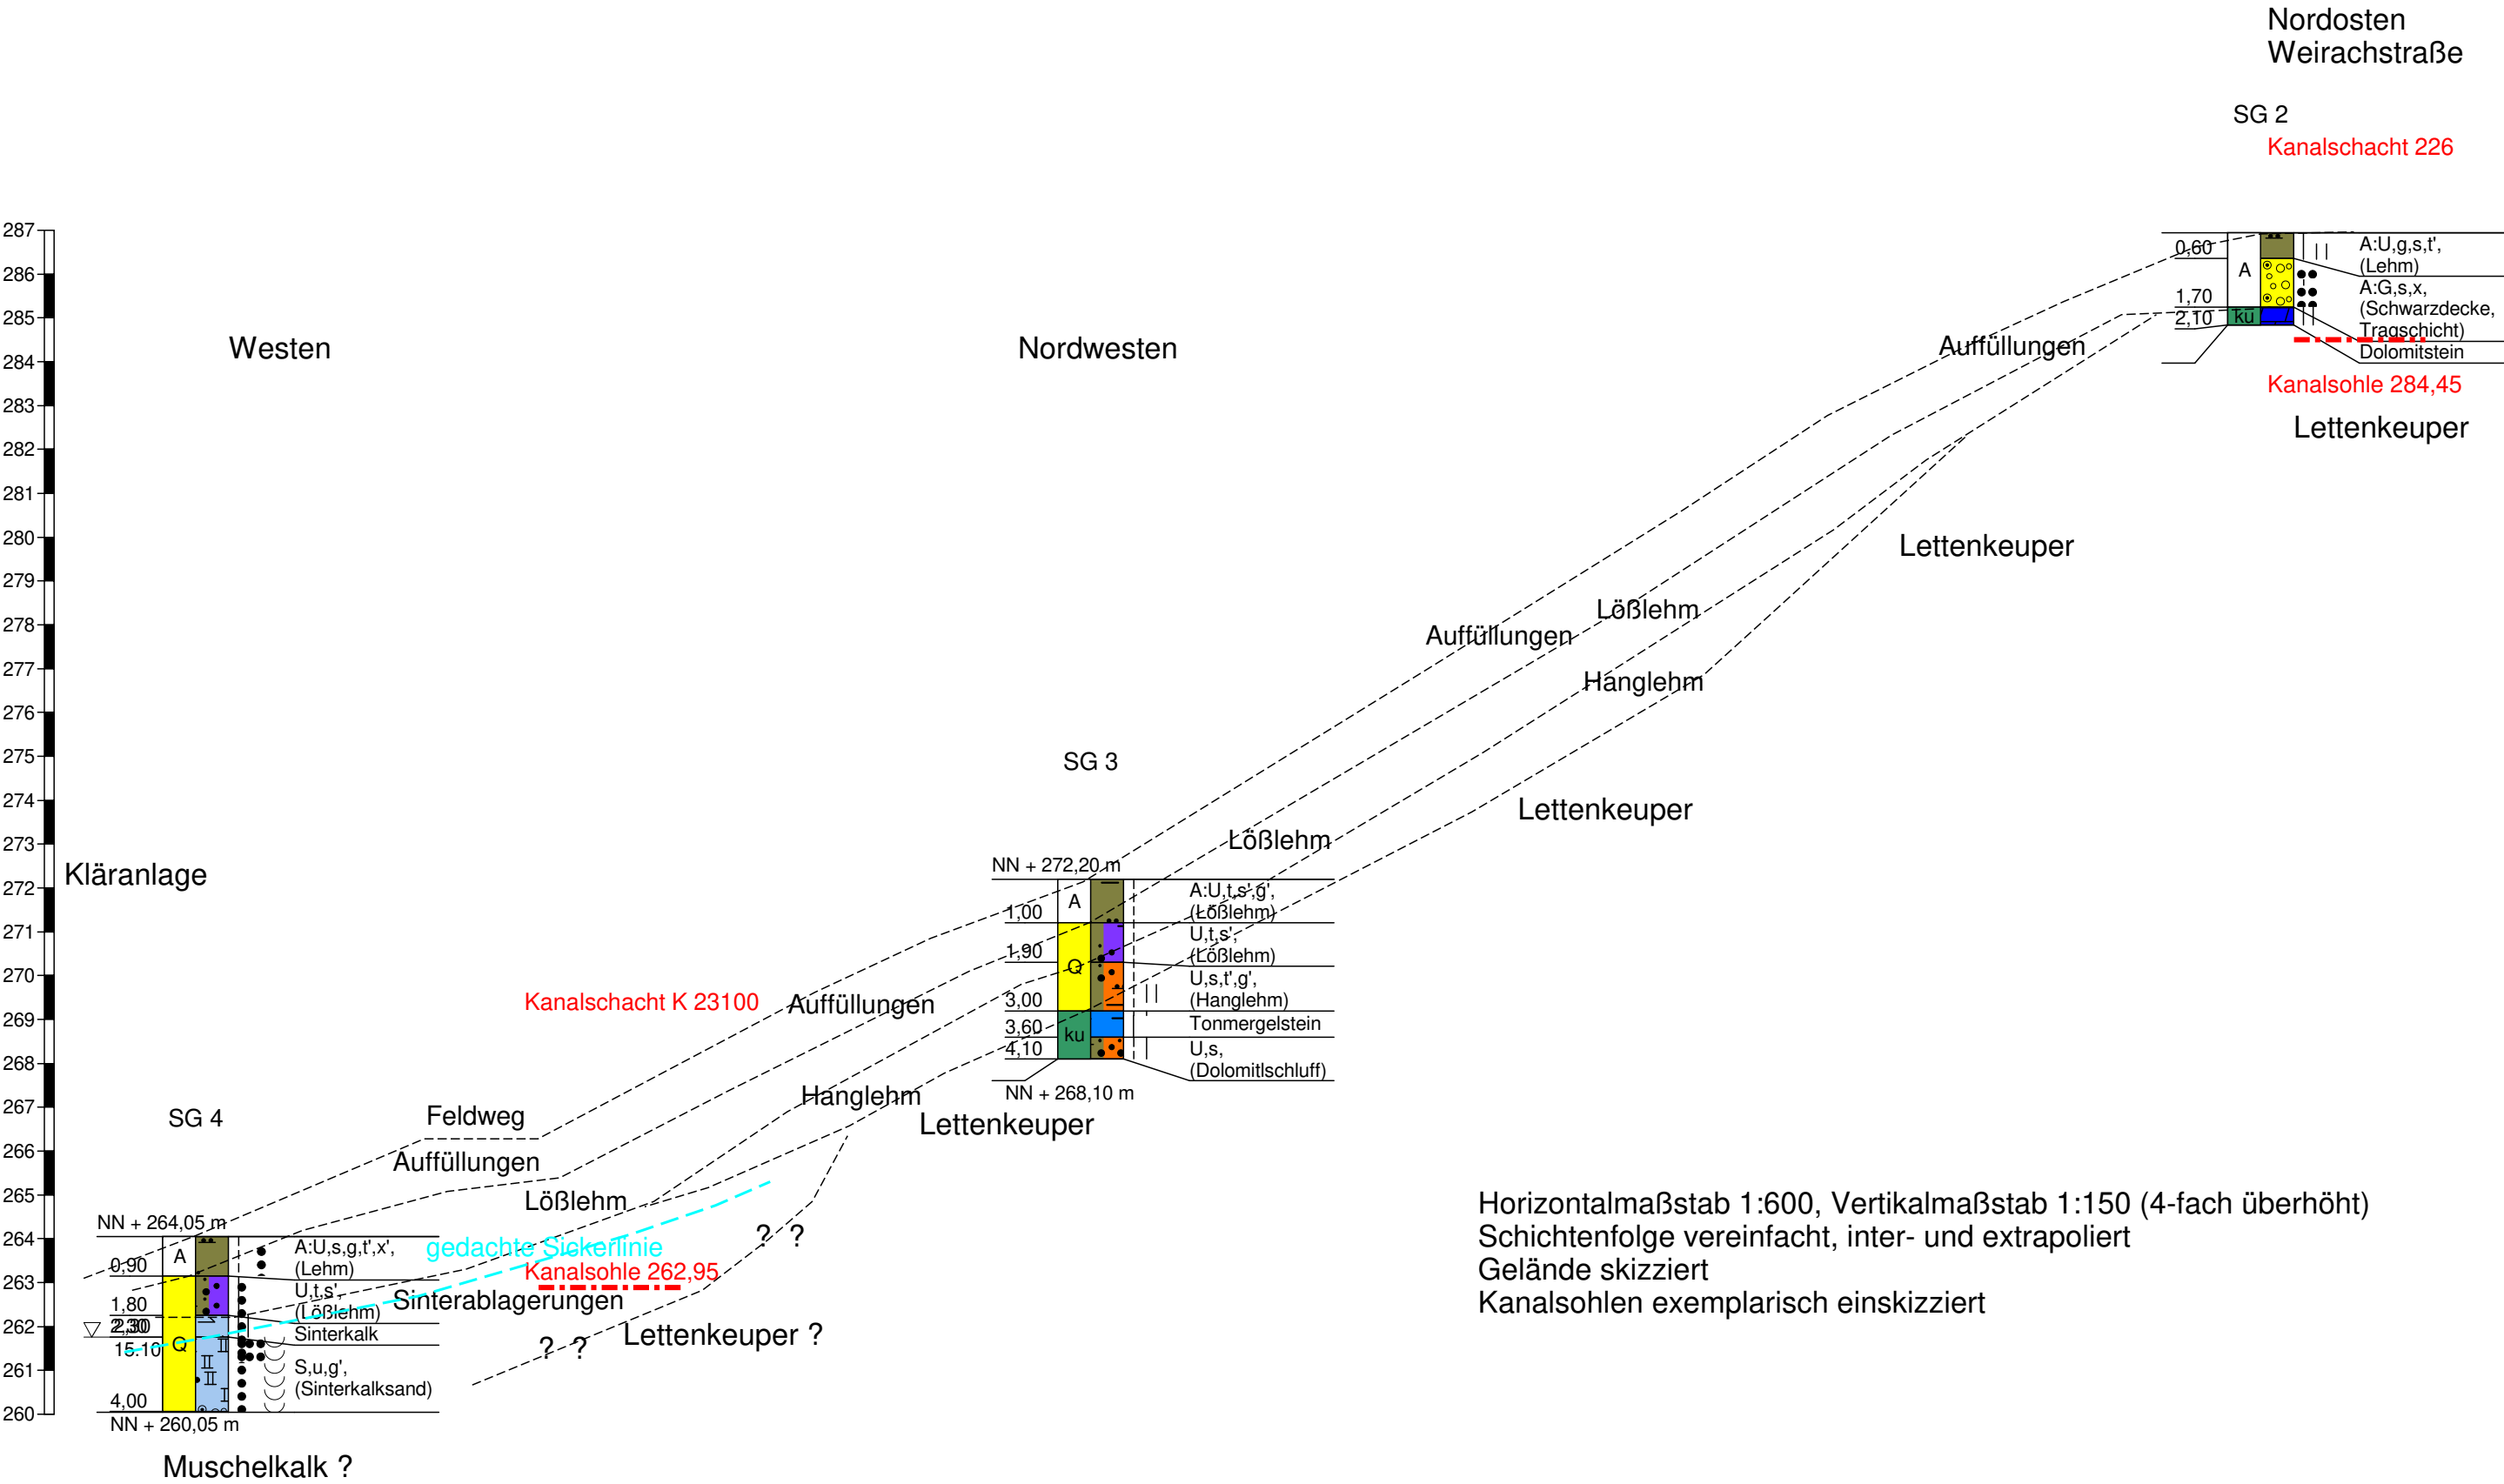 Nordosten
Weirachstraße
SG 2
Kanalschacht 226
287
286
285
284
283
282
281
280
279
278
277
276
275
274
273
272
271
270
269
268
267
266
265
264
263
262
261
260
0,60
1,70
2,10
A
ku
A:U,g,s,t',
(Lehm)
A:G,s,x,
(Schwarzdecke,
Tragschicht)
Dolomitstein
Kanalsohle 284,45
Lettenkeuper
Westen
Nordwesten
Auffüllungen
Lettenkeuper
Lößlehm
Auffüllungen
Hanglehm
SG 3
Lettenkeuper
Lößlehm
Kläranlage
NN + 272,20 m
1,00
1,90
3,00
3,60
4,10
A
Q
ku
A:U,t,s',g',
(Lößlehm)
U,t,s',
(Lößlehm)
U,s,t',g',
(Hanglehm)
Tonmergelstein
U,s,
(Dolomitlschluff)
NN + 268,10 m
Kanalschacht K 23100
Auffüllungen
Hanglehm
Lettenkeuper
SG 4
Feldweg
Auffüllungen
Lößlehm
NN + 264,05 m
0,90
1,80
2,30
15.10
4,00
A
Q
A:U,s,g,t',x',
(Lehm)
U,t,s',
(Lößlehm)
Sinterkalk
S,u,g',
(Sinterkalksand)
NN + 260,05 m
gedachte Sickerlinie
Kanalsohle 262,95
Sinterablagerungen
? ?
Lettenkeuper ?
? ?
Muschelkalk ?
Horizontalmaßstab 1:600, Vertikalmaßstab 1:150 (4-fach überhöht)
Schichtenfolge vereinfacht, inter- und extrapoliert
Gelände skizziert
Kanalsohlen exemplarisch einskizziert